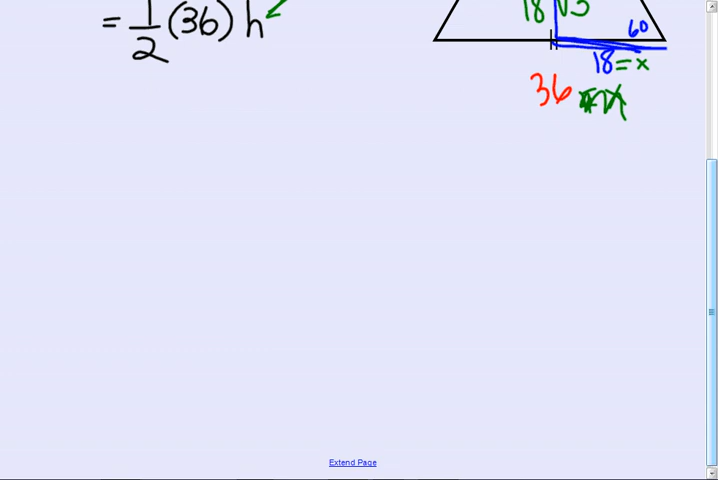 = 1/2 (36) h
18√3
60
18 = x
36
Extend Page